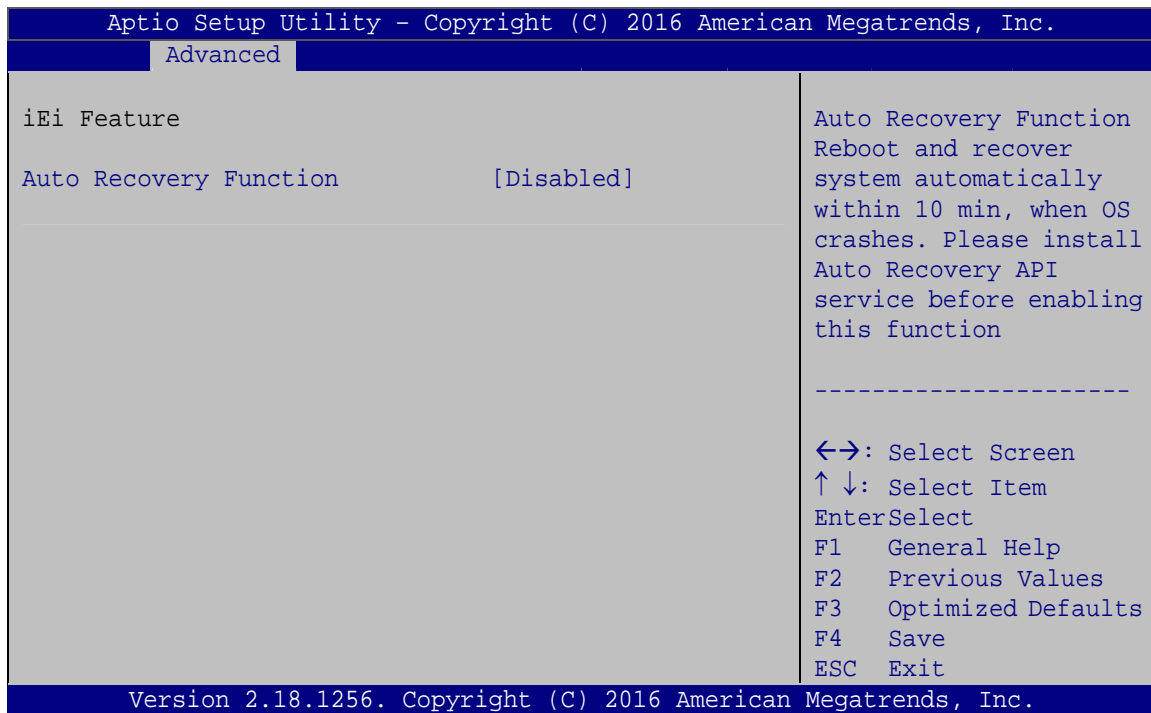 Aptio Setup Utility – Copyright (C) 2016 American Megatrends, Inc.
Advanced
iEi Feature
Auto Recovery Function [Disabled]
Auto Recovery Function
Reboot and recover
system automatically
within 10 min, when OS
crashes. Please install
Auto Recovery API
service before enabling
this function
----------------------
←→: Select Screen
↑ ↓: Select Item
EnterSelect
F1 General Help
F2 Previous Values
F3 Optimized Defaults
F4 Save
ESC Exit
Version 2.18.1256. Copyright (C) 2016 American Megatrends, Inc.